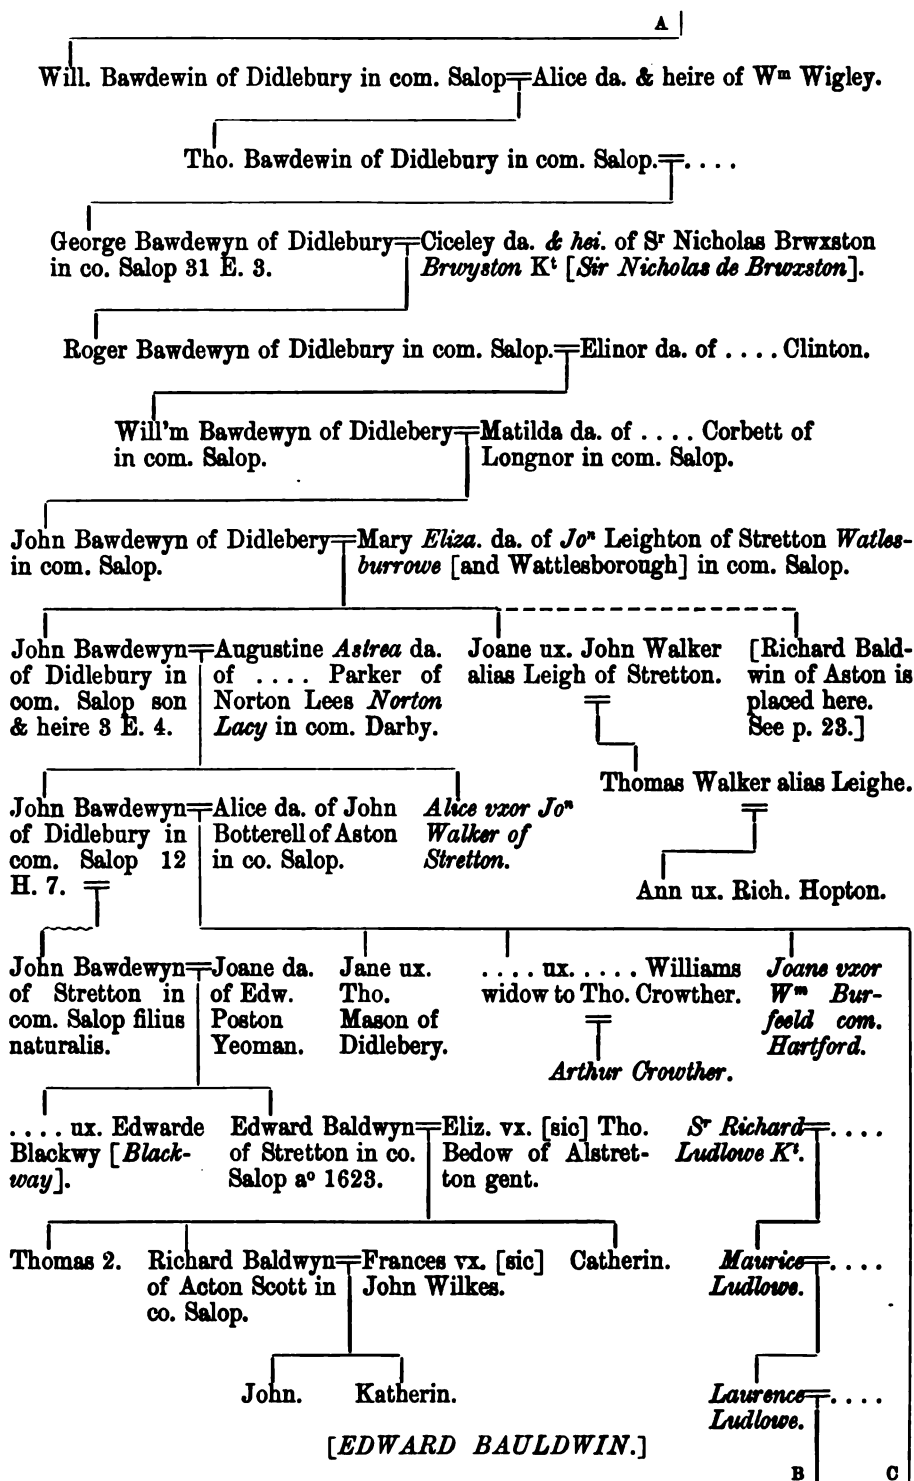 A
Will. Bawdewin of Didlebury in com. Salop=Alice da. & heire of Wᵐ Wigley.
Tho. Bawdewin of Didlebury in com. Salop.=. . . .
George Bawdewyn of Didlebury=Ciceley da. & hei. of Sʳ Nicholas Brwxston
in co. Salop 31 E. 3. Brwyston Kᵗ [Sir Nicholas de Brwxston].
Roger Bawdewyn of Didlebury in com. Salop.=Elinor da. of . . . . Clinton.
Will'm Bawdewyn of Didlebery=Matilda da. of . . . . Corbett of
in com. Salop. Longnor in com. Salop.
John Bawdewyn of Didlebery=Mary Eliza. da. of Joⁿ Leighton of Stretton Watles-
in com. Salop. burrowe [and Wattlesborough] in com. Salop.
John Bawdewyn=Augustine Astrea da. Joane ux. John Walker [Richard Bald-
of Didlebury in of . . . . Parker of alias Leigh of Stretton. win of Aston is
com. Salop son Norton Lees Norton = placed here.
& heire 3 E. 4. Lacy in com. Darby. See p. 23.]
Thomas Walker alias Leighe.
=
John Bawdewyn=Alice da. of John Alice vxor Joⁿ
of Didlebury in Botterell of Aston Walker of
com. Salop 12 in co. Salop. Stretton.
H. 7. =
Ann ux. Rich. Hopton.
John Bawdewyn=Joane da. Jane ux. . . . . ux. . . . . . Williams Joane vxor
of Stretton in of Edw. Tho. widow to Tho. Crowther. Wᵐ Bur-
com. Salop filius Poston Mason of = feeld com.
naturalis. Yeoman. Didlebery. Hartford.
Arthur Crowther.
. . . . ux. Edwarde Edward Baldwyn=Eliz. vx. [sic] Tho. Sʳ Richard=. . . .
Blackwy [Black- of Stretton in co. Bedow of Alstret- Ludlowe Kᵗ.
way]. Salop aᵒ 1623. ton gent.
Thomas 2. Richard Baldwyn=Frances vx. [sic] Catherin. Maurice=. . . .
of Acton Scott in John Wilkes. Ludlowe.
co. Salop.
John. Katherin. Laurence=. . . .
Ludlowe.
[EDWARD BAULDWIN.]
B C